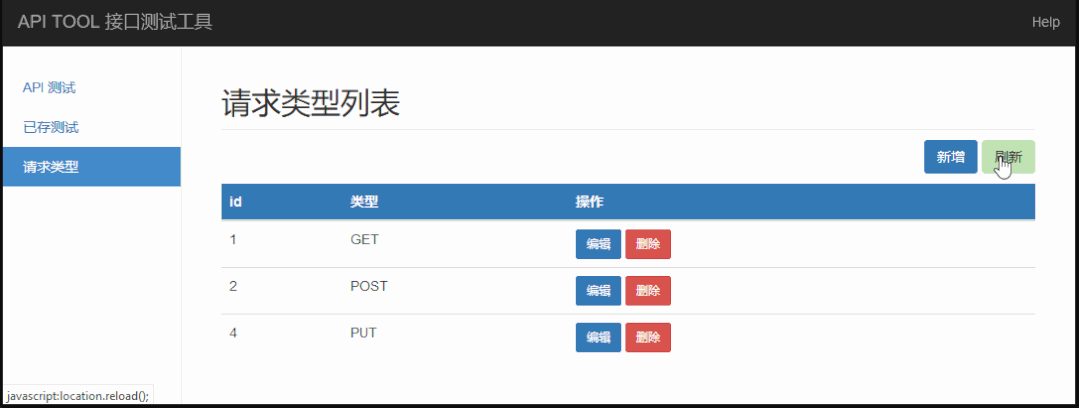 API TOOL 接口测试工具 Help
API 测试
已存测试
请求类型
请求类型列表
新增 刷新
id 类型 操作
1 GET 编辑 删除
2 POST 编辑 删除
4 PUT 编辑 删除
javascript:location.reload();